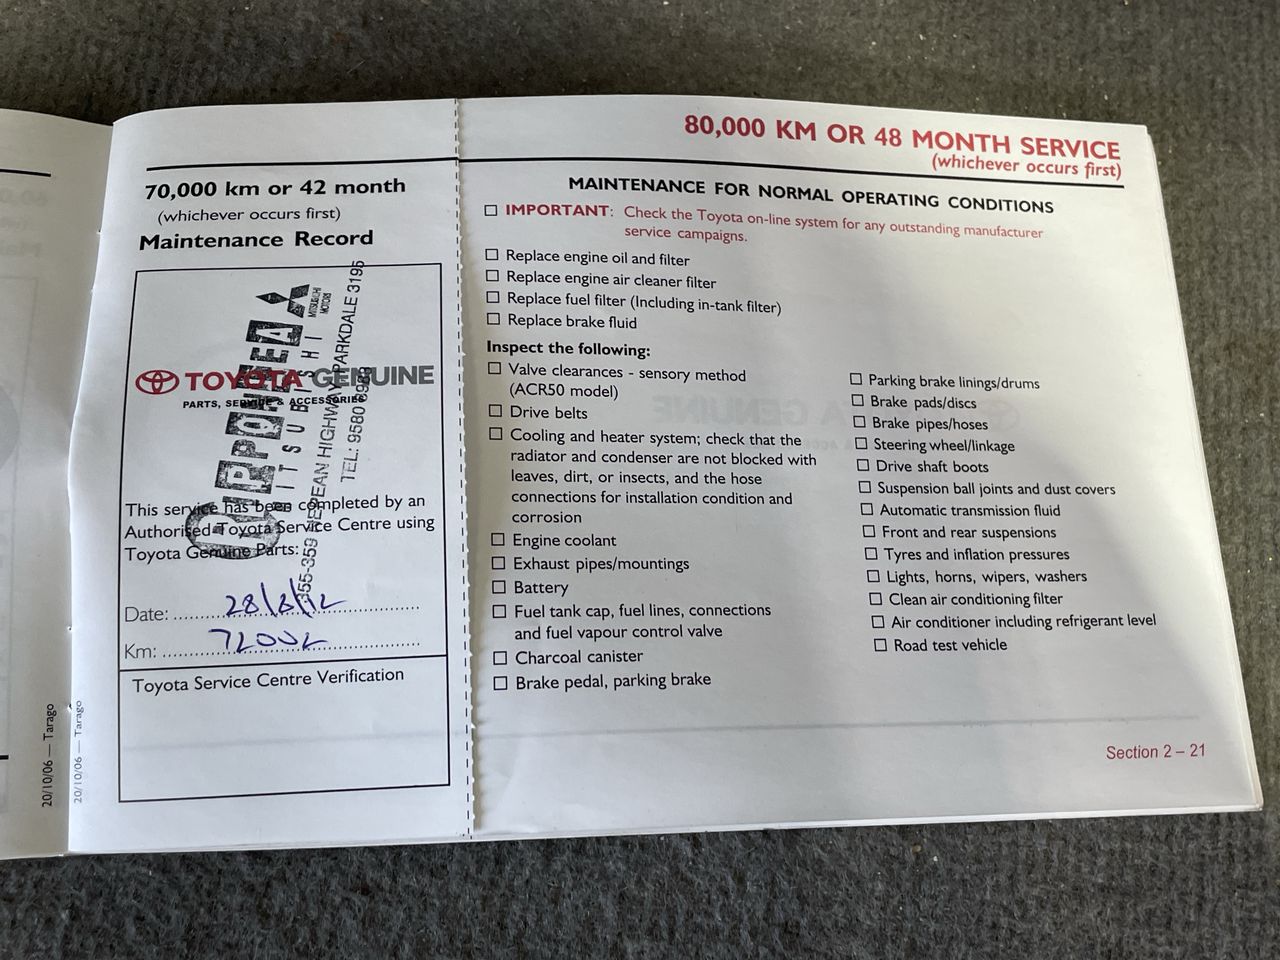 70,000 km or 42 month
(whichever occurs first)
Maintenance Record
MITSUBISHI
MOTORS
MITSUBISHI
355-359 NEPEAN HIGHWAY, PARKDALE 3195
TEL: 9580
TOYOTA GENUINE
PARTS, SERVICE & ACCESSORIES
This service has been completed by an
Authorised Toyota Service Centre using
Toyota Genuine Parts:
Date: 28/8/12
Km:
Toyota Service Centre Verification
20/10/06 — Tarago
20/10/06 — Tarago
80,000 KM OR 48 MONTH SERVICE
(whichever occurs first)
MAINTENANCE FOR NORMAL OPERATING CONDITIONS
IMPORTANT: Check the Toyota on-line system for any outstanding manufacturer
service campaigns.
Replace engine oil and filter
Replace engine air cleaner filter
Replace fuel filter (Including in-tank filter)
Replace brake fluid
Inspect the following:
Valve clearances - sensory method
(ACR50 model)
Drive belts
Cooling and heater system; check that the
radiator and condenser are not blocked with
leaves, dirt, or insects, and the hose
connections for installation condition and
corrosion
Engine coolant
Exhaust pipes/mountings
Battery
Fuel tank cap, fuel lines, connections
and fuel vapour control valve
Charcoal canister
Brake pedal, parking brake
Parking brake linings/drums
Brake pads/discs
Brake pipes/hoses
Steering wheel/linkage
Drive shaft boots
Suspension ball joints and dust covers
Automatic transmission fluid
Front and rear suspensions
Tyres and inflation pressures
Lights, horns, wipers, washers
Clean air conditioning filter
Air conditioner including refrigerant level
Road test vehicle
Section 2 – 21